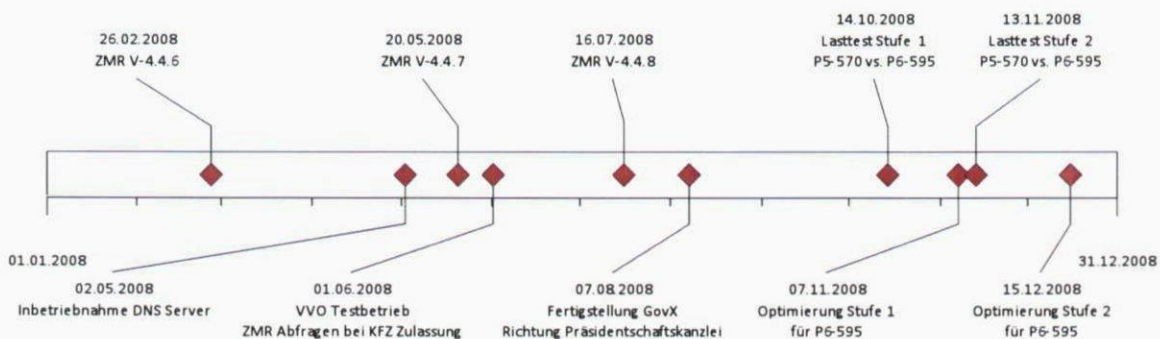 26.02.2008
ZMR V-4.4.6
20.05.2008
ZMR V-4.4.7
16.07.2008
ZMR V-4.4.8
14.10.2008
Lasttest Stufe 1
P5-570 vs. P6-595
13.11.2008
Lasttest Stufe 2
P5-570 vs. P6-595
01.01.2008
31.12.2008
02.05.2008
Inbetriebnahme DNS Server
01.06.2008
VVO Testbetrieb
ZMR Abfragen bei KFZ Zulassung
07.08.2008
Fertigstellung GovX
Richtung Präsidentschaftskanzlei
07.11.2008
Optimierung Stufe 1
für P6-595
15.12.2008
Optimierung Stufe 2
für P6-595